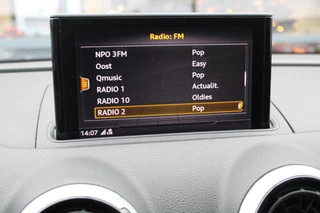 Radio: FM
NPO 3FM Pop
Oost Easy
Qmusic Pop
RADIO 1 Actualit.
RADIO 10 Oldies
RADIO 2 Pop
14:07